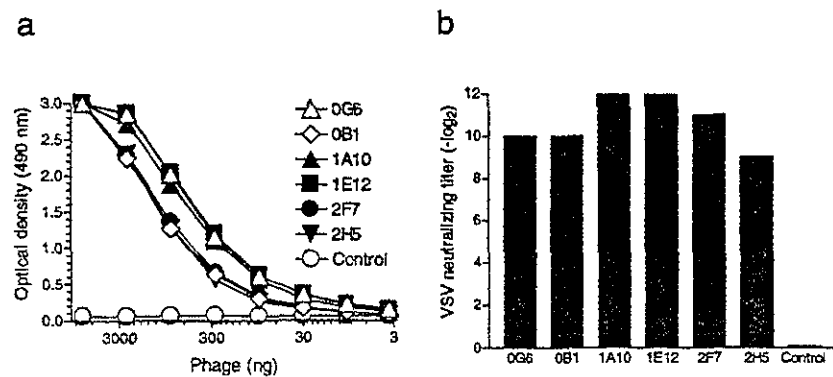 a
b
Optical density (490 nm)
3.0
2.5
2.0
1.5
1.0
0.5
0.0
3000
300
30
3
Phage (ng)
0G6
0B1
1A10
1E12
2F7
2H5
Control
VSV neutralizing titer (-log2)
12
10
8
6
4
2
0
0G6
0B1
1A10
1E12
2F7
2H5
Control